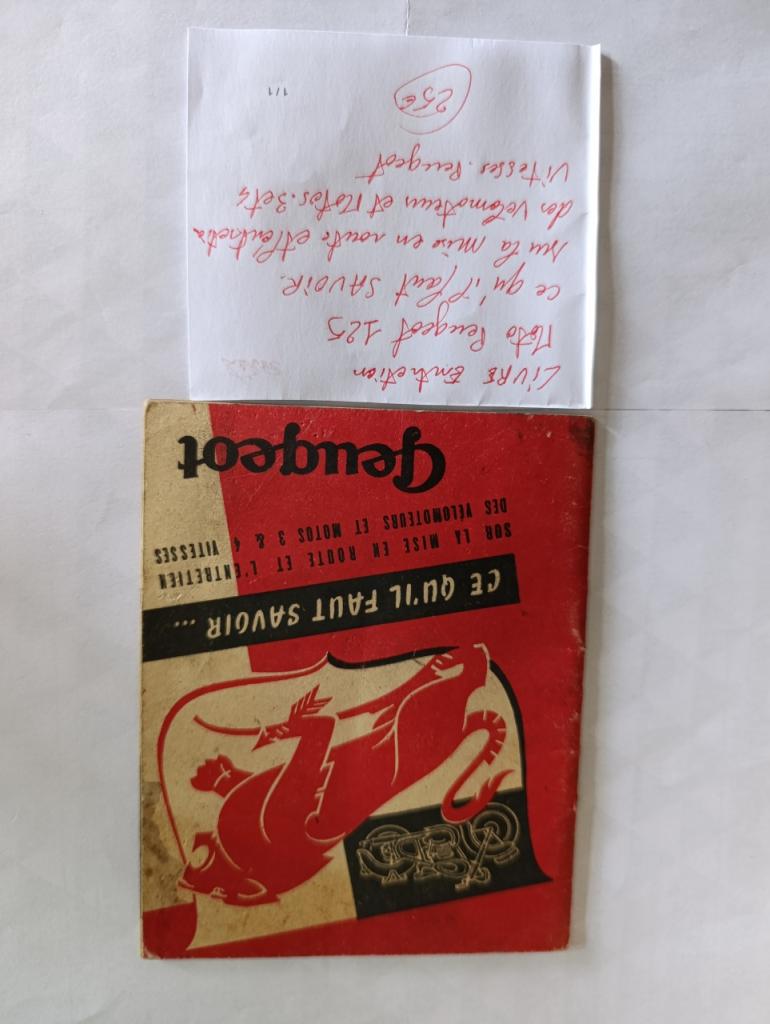 LIVRE Entretien
Moto Peugeot 125
ce qu'il faut SAVOIR.
sur la mise en route et l'entretien
des Vélomoteurs et Motos. 3 et 4
Vitesses. Peugeot
25€
1/1
CE QU'IL FAUT SAVOIR ...
SUR LA MISE EN ROUTE ET L'ENTRETIEN
DES VÉLOMOTEURS ET MOTOS 3 & 4 VITESSES
Peugeot